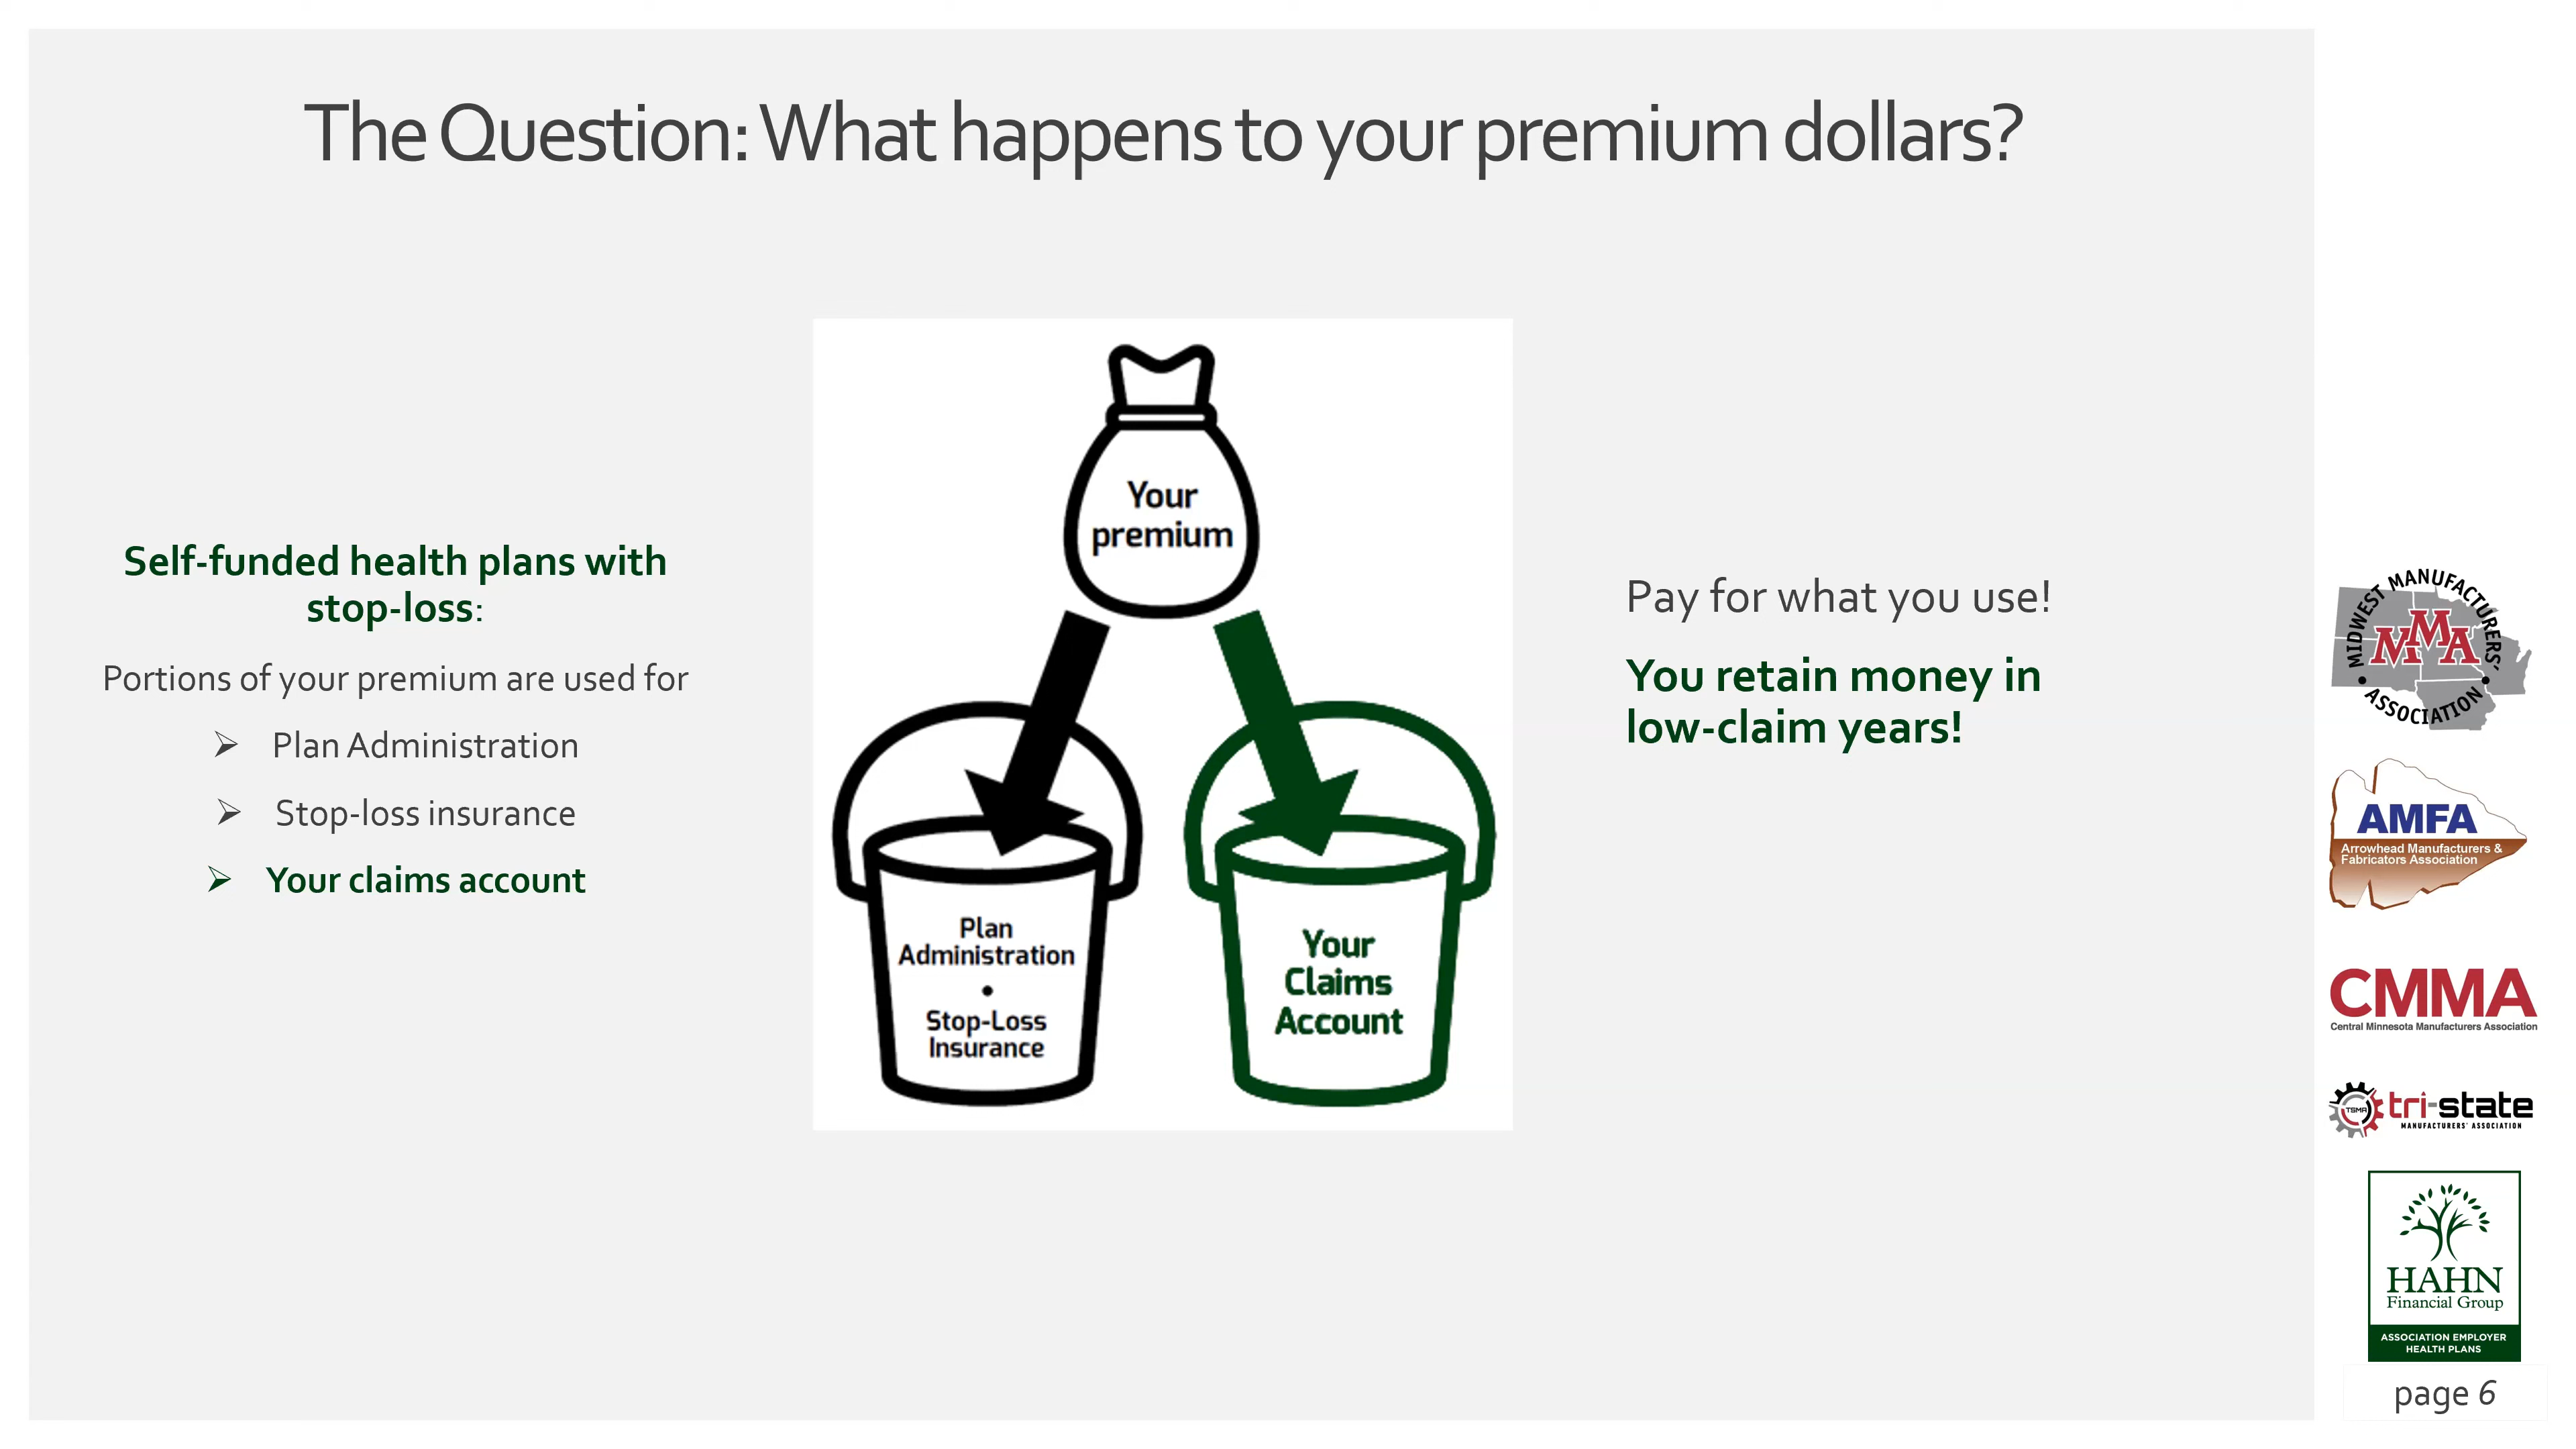 The Question: What happens to your premium dollars?
Self-funded health plans with
stop-loss:
Portions of your premium are used for
➢ Plan Administration
➢ Stop-loss insurance
➢ Your claims account
Your
premium
Plan
Administration
•
Stop-Loss
Insurance
Your
Claims
Account
Pay for what you use!
You retain money in
low-claim years!
MIDWEST MANUFACTURERS'
MMA
• ASSOCIATION •
AMFA
Arrowhead Manufacturers &
Fabricators Association
CMMA
Central Minnesota Manufacturers Association
TSMA
tri-state
MANUFACTURERS' ASSOCIATION
HAHN
Financial Group
ASSOCIATION EMPLOYER
HEALTH PLANS
page 6